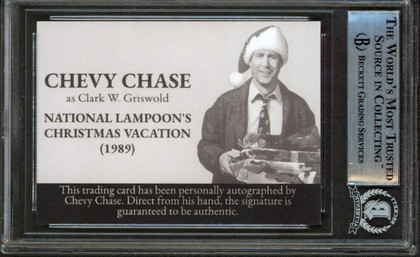 CHEVY CHASE
as Clark W. Griswold
NATIONAL LAMPOON'S
CHRISTMAS VACATION
(1989)
This trading card has been personally autographed by
Chevy Chase. Direct from his hand, the signature is
guaranteed to be authentic.
THE WORLD'S MOST TRUSTED
SOURCE IN COLLECTING™
(B) BECKETT GRADING SERVICES